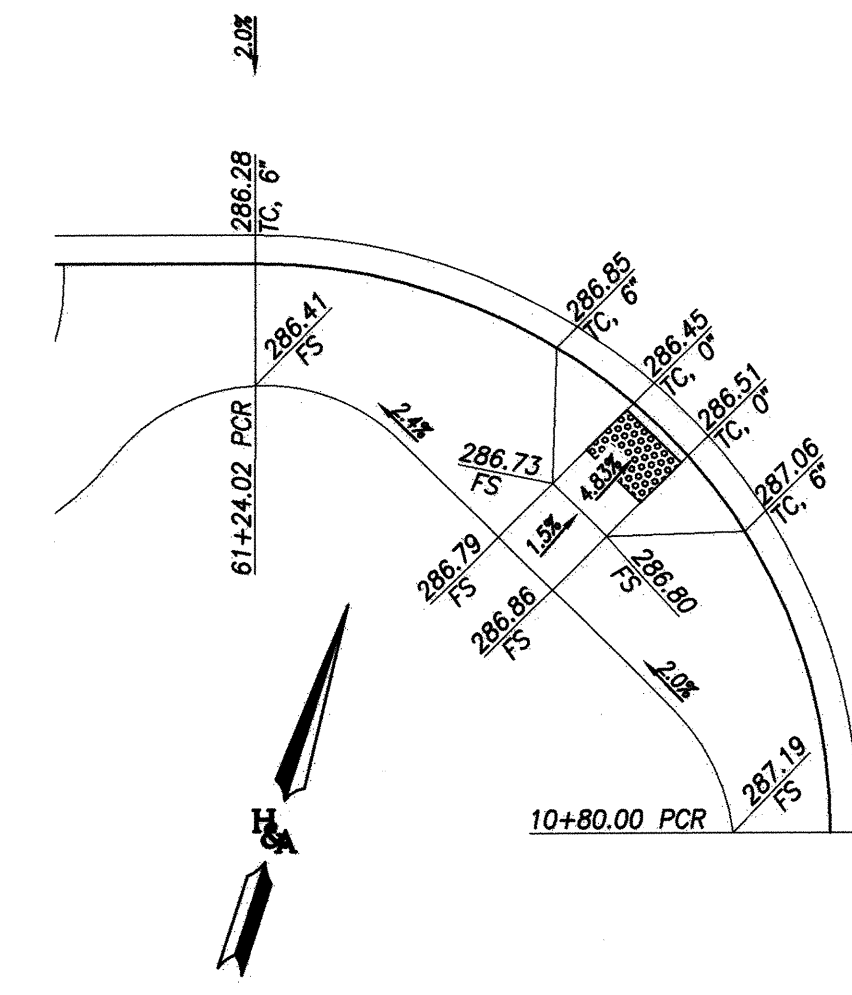 2.0%
286.28
TC, 6"
286.85
TC, 6"
286.41
FS
286.45
TC, 0"
286.51
TC, 0"
2.4%
286.73
FS
4.83%
287.06
TC, 6"
61+24.02 PCR
1.5%
286.79
FS
286.80
FS
286.86
FS
2.0%
287.19
FS
10+80.00 PCR
H&A